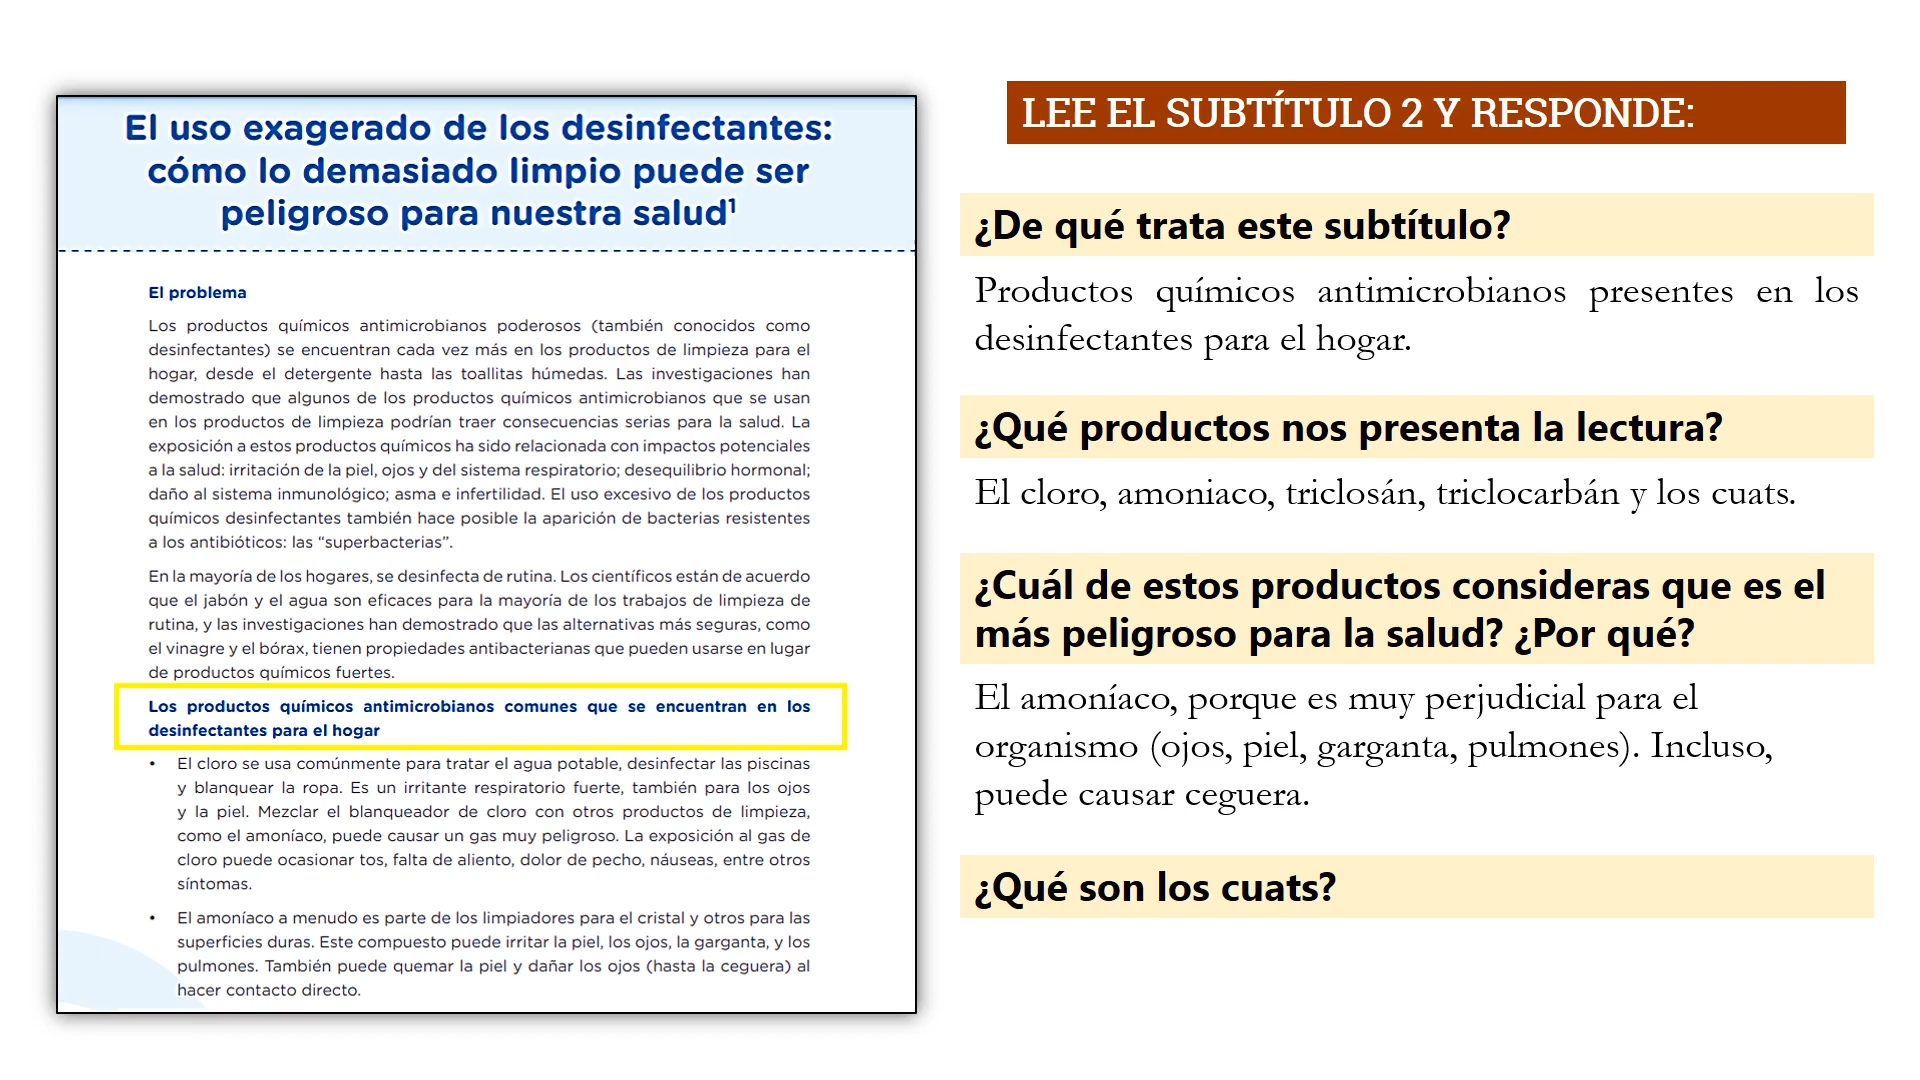 El uso exagerado de los desinfectantes:
cómo lo demasiado limpio puede ser
peligroso para nuestra salud¹
El problema
Los productos químicos antimicrobianos poderosos (también conocidos como
desinfectantes) se encuentran cada vez más en los productos de limpieza para el
hogar, desde el detergente hasta las toallitas húmedas. Las investigaciones han
demostrado que algunos de los productos químicos antimicrobianos que se usan
en los productos de limpieza podrían traer consecuencias serias para la salud. La
exposición a estos productos químicos ha sido relacionada con impactos potenciales
a la salud: irritación de la piel, ojos y del sistema respiratorio; desequilibrio hormonal;
daño al sistema inmunológico; asma e infertilidad. El uso excesivo de los productos
químicos desinfectantes también hace posible la aparición de bacterias resistentes
a los antibióticos: las “superbacterias”.
En la mayoría de los hogares, se desinfecta de rutina. Los científicos están de acuerdo
que el jabón y el agua son eficaces para la mayoría de los trabajos de limpieza de
rutina, y las investigaciones han demostrado que las alternativas más seguras, como
el vinagre y el bórax, tienen propiedades antibacterianas que pueden usarse en lugar
de productos químicos fuertes.
Los productos químicos antimicrobianos comunes que se encuentran en los
desinfectantes para el hogar
• El cloro se usa comúnmente para tratar el agua potable, desinfectar las piscinas
y blanquear la ropa. Es un irritante respiratorio fuerte, también para los ojos
y la piel. Mezclar el blanqueador de cloro con otros productos de limpieza,
como el amoníaco, puede causar un gas muy peligroso. La exposición al gas de
cloro puede ocasionar tos, falta de aliento, dolor de pecho, náuseas, entre otros
síntomas.
• El amoníaco a menudo es parte de los limpiadores para el cristal y otros para las
superficies duras. Este compuesto puede irritar la piel, los ojos, la garganta, y los
pulmones. También puede quemar la piel y dañar los ojos (hasta la ceguera) al
hacer contacto directo.
LEE EL SUBTÍTULO 2 Y RESPONDE:
¿De qué trata este subtítulo?
Productos químicos antimicrobianos presentes en los
desinfectantes para el hogar.
¿Qué productos nos presenta la lectura?
El cloro, amoniaco, triclosán, triclocarbán y los cuats.
¿Cuál de estos productos consideras que es el
más peligroso para la salud? ¿Por qué?
El amoníaco, porque es muy perjudicial para el
organismo (ojos, piel, garganta, pulmones). Incluso,
puede causar ceguera.
¿Qué son los cuats?